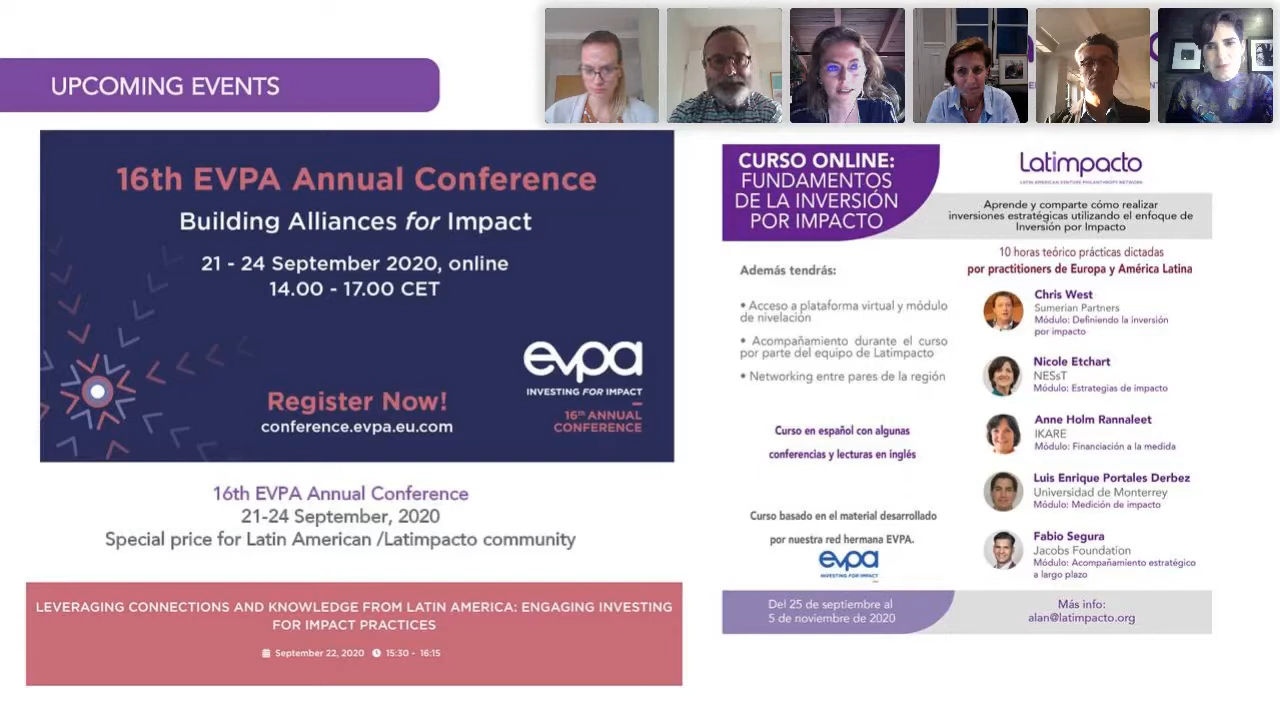 UPCOMING EVENTS
16th EVPA Annual Conference
Building Alliances for Impact
21 - 24 September 2020, online
14.00 - 17.00 CET
Register Now!
conference.evpa.eu.com
evpa
INVESTING FOR IMPACT
16th ANNUAL
CONFERENCE
16th EVPA Annual Conference
21-24 September, 2020
Special price for Latin American /Latimpacto community
LEVERAGING CONNECTIONS AND KNOWLEDGE FROM LATIN AMERICA: ENGAGING INVESTING
FOR IMPACT PRACTICES
September 22, 2020 15:30 - 16:15
CURSO ONLINE:
FUNDAMENTOS
DE LA INVERSIÓN
POR IMPACTO
Latimpacto
LATIN AMERICAN VENTURE PHILANTHROPY NETWORK
Aprende y comparte cómo realizar
inversiones estratégicas utilizando el enfoque de
Inversión por Impacto
10 horas teórico prácticas dictadas
por practitioners de Europa y América Latina
Además tendrás:
• Acceso a plataforma virtual y módulo
de nivelación
• Acompañamiento durante el curso
por parte del equipo de Latimpacto
• Networking entre pares de la región
Curso en español con algunas
conferencias y lecturas en inglés
Curso basado en el material desarrollado
por nuestra red hermana EVPA.
evpa
INVESTING FOR IMPACT
Chris West
Sumerian Partners
Módulo: Definiendo la inversión
por impacto
Nicole Etchart
NESsT
Módulo: Estrategias de impacto
Anne Holm Rannaleet
IKARE
Módulo: Financiación a la medida
Luis Enrique Portales Derbez
Universidad de Monterrey
Módulo: Medición de impacto
Fabio Segura
Jacobs Foundation
Módulo: Acompañamiento estratégico
a largo plazo
Del 25 de septiembre al
5 de noviembre de 2020
Más info:
alan@latimpacto.org